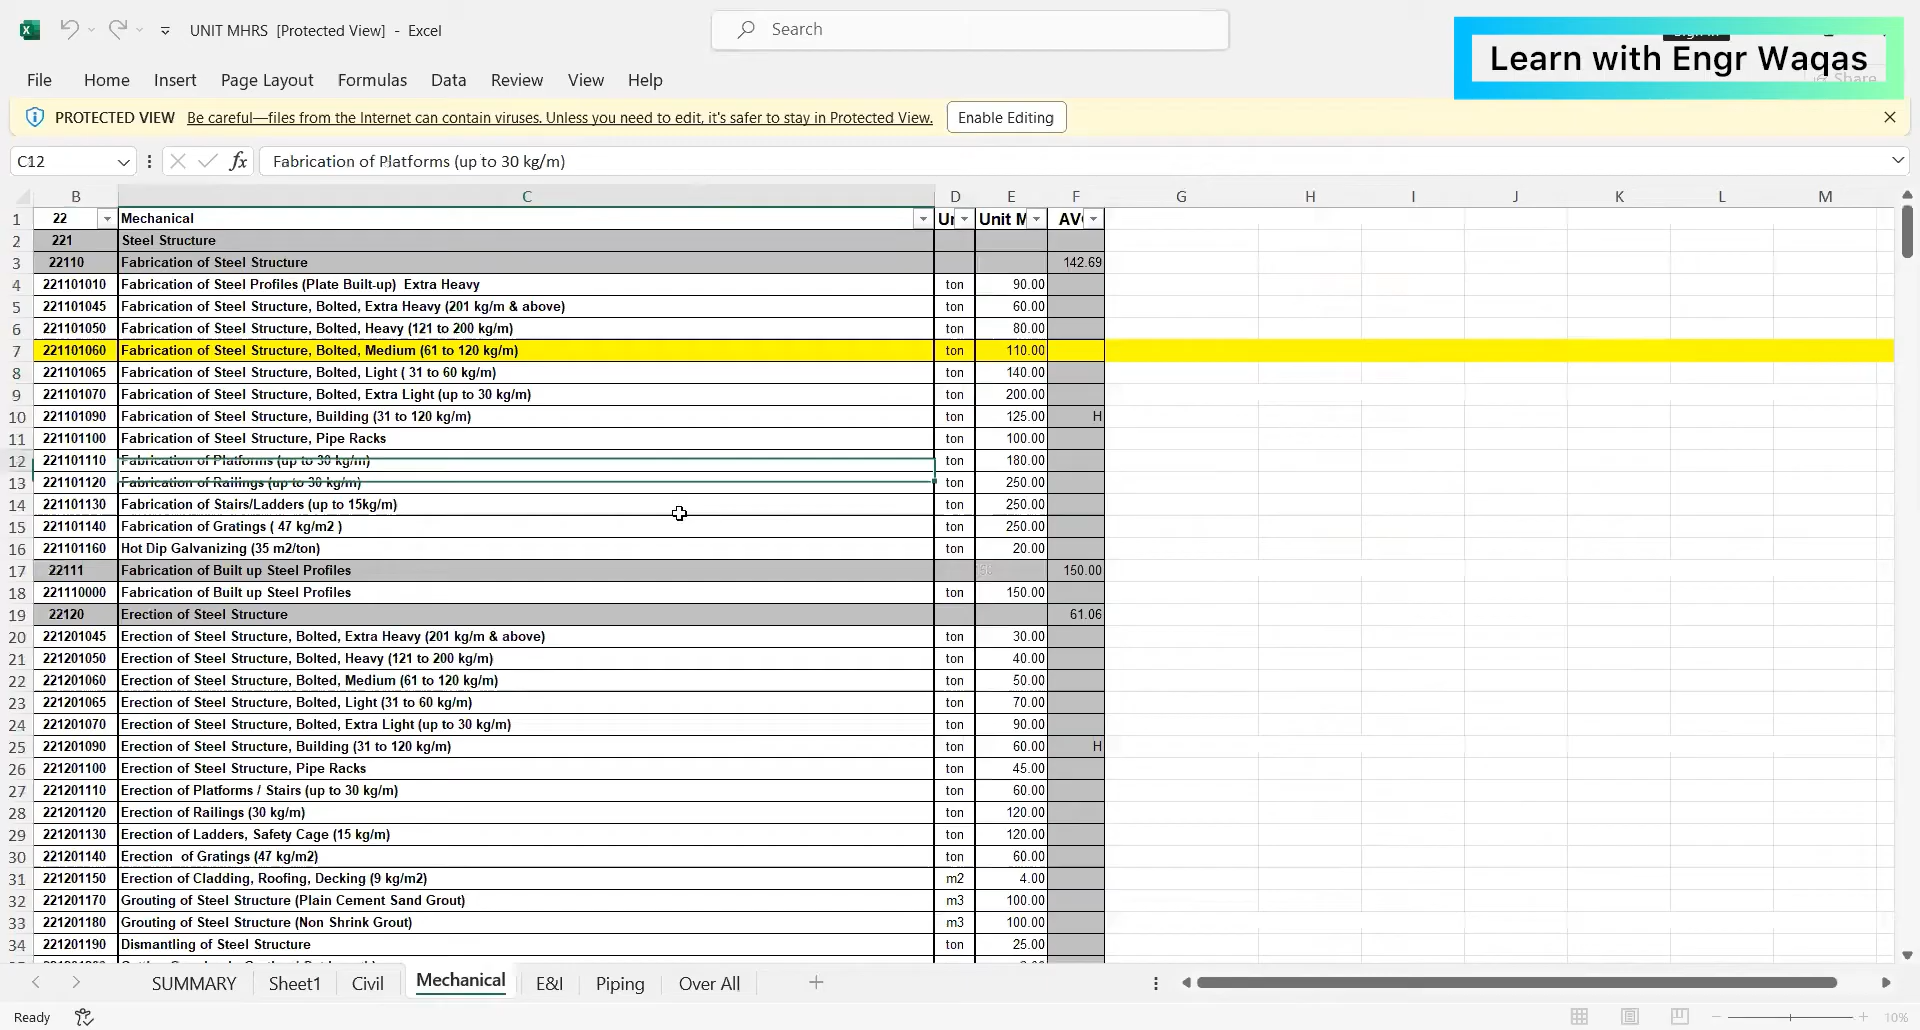 UNIT MHRS [Protected View] - Excel
Search
Learn with Engr Waqas
File Home Insert Page Layout Formulas Data Review View Help
Share
PROTECTED VIEW Be careful—files from the Internet can contain viruses. Unless you need to edit, it's safer to stay in Protected View. Enable Editing
C12 fx Fabrication of Platforms (up to 30 kg/m)
B C D E F G H I J K L M
1 22 Mechanical Unit M
2 221 Steel Structure
3 22110 Fabrication of Steel Structure 142.69
4 221101010 Fabrication of Steel Profiles (Plate Built-up) Extra Heavy ton 90.00
5 221101045 Fabrication of Steel Structure, Bolted, Extra Heavy (201 kg/m & above) ton 60.00
6 221101050 Fabrication of Steel Structure, Bolted, Heavy (121 to 200 kg/m) ton 80.00
7 221101060 Fabrication of Steel Structure, Bolted, Medium (61 to 120 kg/m) ton 110.00
8 221101065 Fabrication of Steel Structure, Bolted, Light ( 31 to 60 kg/m) ton 140.00
9 221101070 Fabrication of Steel Structure, Bolted, Extra Light (up to 30 kg/m) ton 200.00
10 221101090 Fabrication of Steel Structure, Building (31 to 120 kg/m) ton 125.00 H
11 221101100 Fabrication of Steel Structure, Pipe Racks ton 100.00
12 221101110 Fabrication of Platforms (up to 30 kg/m) ton 180.00
13 221101120 Fabrication of Railings (up to 30 kg/m) ton 250.00
14 221101130 Fabrication of Stairs/Ladders (up to 15kg/m) ton 250.00
15 221101140 Fabrication of Gratings ( 47 kg/m2 ) ton 250.00
16 221101160 Hot Dip Galvanizing (35 m2/ton) ton 20.00
17 22111 Fabrication of Built up Steel Profiles 150.00
18 221110000 Fabrication of Built up Steel Profiles ton 150.00
19 22120 Erection of Steel Structure 61.06
20 221201045 Erection of Steel Structure, Bolted, Extra Heavy (201 kg/m & above) ton 30.00
21 221201050 Erection of Steel Structure, Bolted, Heavy (121 to 200 kg/m) ton 40.00
22 221201060 Erection of Steel Structure, Bolted, Medium (61 to 120 kg/m) ton 50.00
23 221201065 Erection of Steel Structure, Bolted, Light (31 to 60 kg/m) ton 70.00
24 221201070 Erection of Steel Structure, Bolted, Extra Light (up to 30 kg/m) ton 90.00
25 221201090 Erection of Steel Structure, Building (31 to 120 kg/m) ton 60.00 H
26 221201100 Erection of Steel Structure, Pipe Racks ton 45.00
27 221201110 Erection of Platforms / Stairs (up to 30 kg/m) ton 60.00
28 221201120 Erection of Railings (30 kg/m) ton 120.00
29 221201130 Erection of Ladders, Safety Cage (15 kg/m) ton 120.00
30 221201140 Erection of Gratings (47 kg/m2) ton 60.00
31 221201150 Erection of Cladding, Roofing, Decking (9 kg/m2) m2 4.00
32 221201170 Grouting of Steel Structure (Plain Cement Sand Grout) m3 100.00
33 221201180 Grouting of Steel Structure (Non Shrink Grout) m3 100.00
34 221201190 Dismantling of Steel Structure ton 25.00
SUMMARY Sheet1 Civil Mechanical E&I Piping Over All
Ready 10%